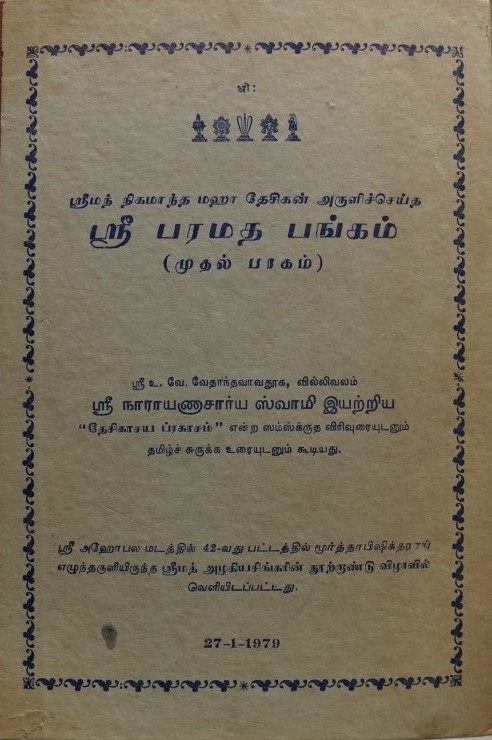 ஸ்ரீ:
ஸ்ரீமந் நிகமாந்த மஹா தேசிகன் அருளிச்செய்த
ஸ்ரீ பரமத பங்கம்
(முதல் பாகம்)
ஸ்ரீ உ. வே. வேதாந்தவாவதூக, வில்லிவலம்
ஸ்ரீ நாராயணாசார்ய ஸ்வாமி இயற்றிய
“தேசிகாசய ப்ரகாசம்” என்ற ஸம்ஸ்க்ருத விரிவுரையுடனும்
தமிழ்ச் சுருக்க உரையுடனும் கூடியது.
ஸ்ரீ அஹோபல மடத்தில் 42-வது பட்டத்தில் மூர்த்தாபிஷிக்தராய்
எழுந்தருளியிருந்த ஸ்ரீமத் அழகியசிங்கரின் நூற்றாண்டு விழாவில்
வெளியிடப்பட்டது.
27-1-1979